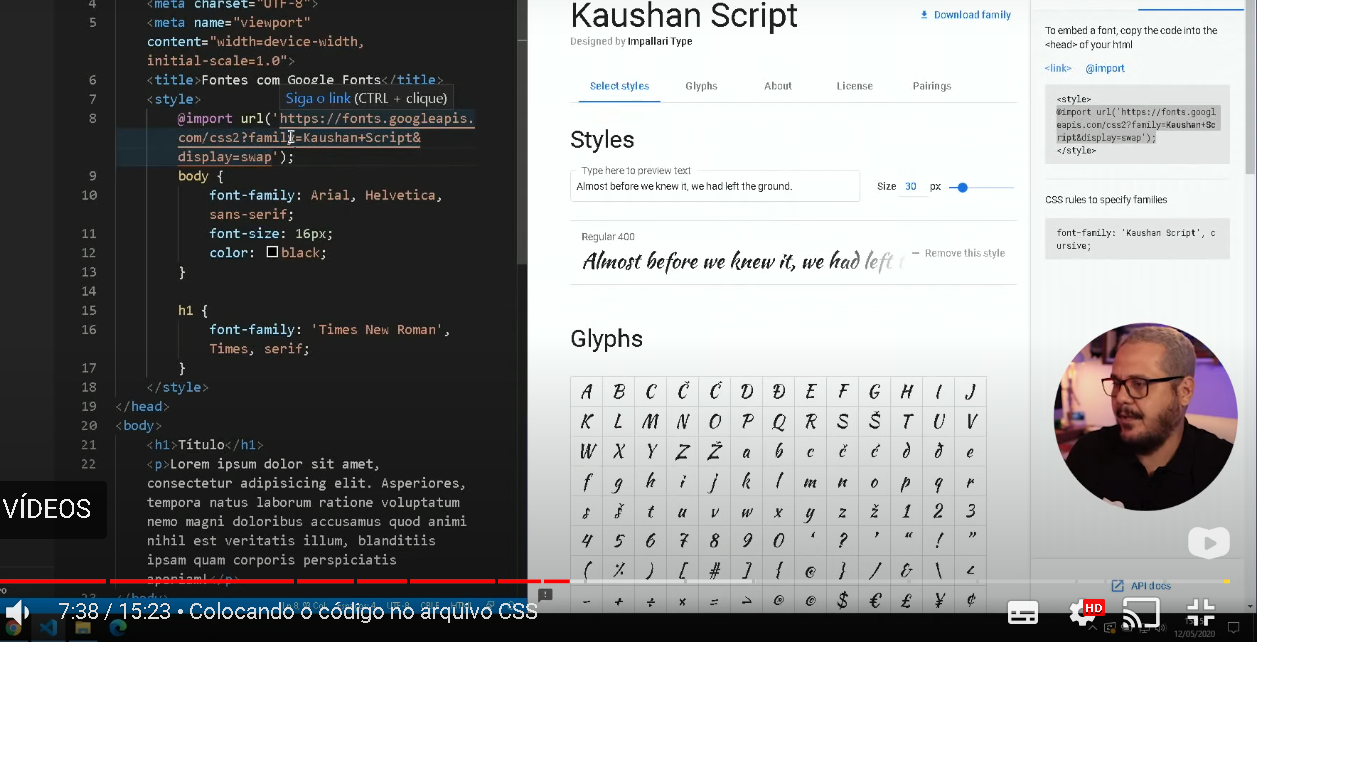 4 <meta charset="UTF-8">
5 <meta name="viewport"
content="width=device-width,
initial-scale=1.0">
6 <title>Fontes com Google Fonts</title>
Siga o link (CTRL + clique)
7 <style>
8 @import url('https://fonts.googleapis.
com/css2?family=Kaushan+Script&
display=swap');
9 body {
10 font-family: Arial, Helvetica,
sans-serif;
11 font-size: 16px;
12 color: black;
13 }
14
15 h1 {
16 font-family: 'Times New Roman',
Times, serif;
17 }
18 </style>
19 </head>
20 <body>
21 <h1>Título</h1>
22 <p>Lorem ipsum dolor sit amet,
consectetur adipisicing elit. Asperiores,
tempora natus laborum ratione voluptatum
nemo magni doloribus accusamus quod animi
nihil est veritatis illum, blanditiis
ipsam quam corporis perspiciatis
aperiam!</p>
23
VÍDEOS
Kaushan Script
Designed by Impallari Type
Download family
Select styles Glyphs About License Pairings
Styles
Type here to preview text
Almost before we knew it, we had left the ground.
Size 30 px
Regular 400
Almost before we knew it, we had left t
Remove this style
Glyphs
A B C Č Ć D Đ E F G H I J
K L M N O P Q R S Š T U V
W X Y Z Ž a b c č ć d đ e
f g h i j k l m n o p q r
s š t u v w x y z ž 1 2 3
4 5 6 7 8 9 0 ‘ ? ’ “ ! ”
( % ) [ # ] { @ } / & \ <
- + ÷ × = > ® © $ € £ ¥ ¢
To embed a font, copy the code into the
<head> of your html
<link> @import
<style>
@import url('https://fonts.googl
eapis.com/css2?family=Kaushan+Sc
ript&display=swap');
</style>
CSS rules to specify families
font-family: 'Kaushan Script', c
ursive;
API docs
7:38 / 15:23 • Colocando o código no arquivo CSS
HD
12/05/2020